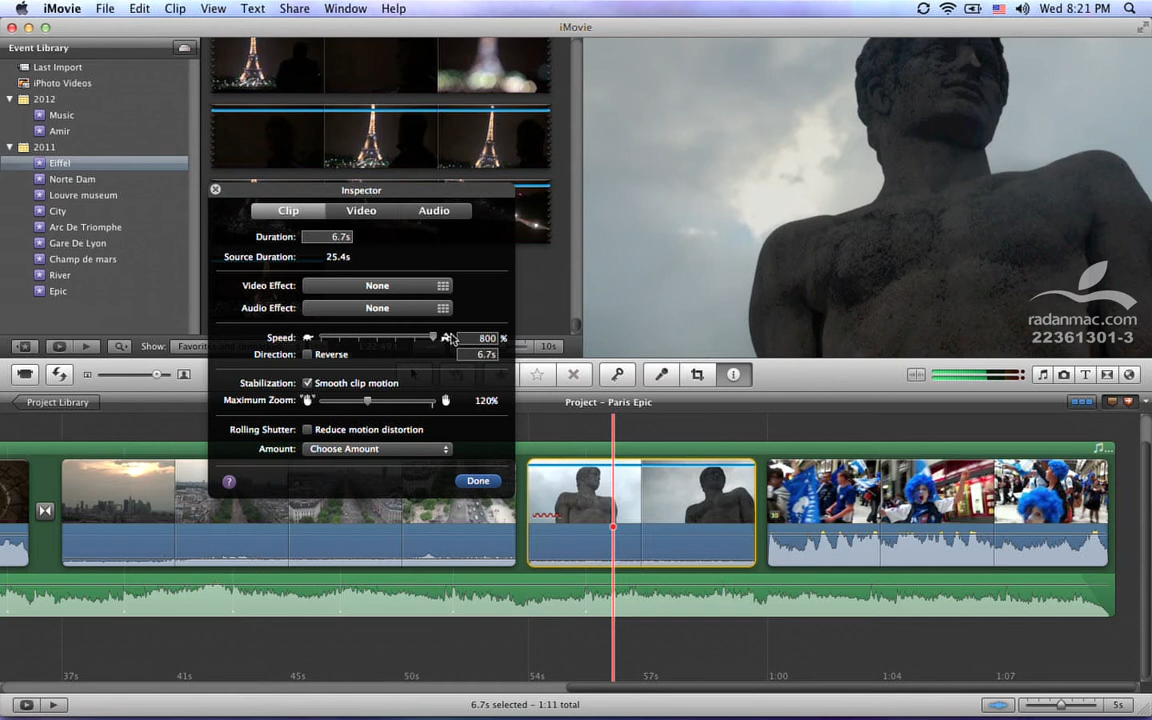 iMovie File Edit Clip View Text Share Window Help Wed 8:21 PM
iMovie
Event Library
Last Import
iPhoto Videos
2012
Music
Amir
2011
Eiffel
Norte Dam
Louvre museum
City
Arc De Triomphe
Gare De Lyon
Champ de mars
River
Epic
Inspector
Clip Video Audio
Duration: 6.7s
Source Duration: 25.4s
Video Effect: None
Audio Effect: None
Speed: 800 %
Direction: Reverse 6.7s
Stabilization: Smooth clip motion
Maximum Zoom: 120%
Rolling Shutter: Reduce motion distortion
Amount: Choose Amount
? Done
radanmac.com
22361301-3
Show: 10s
Project Library Project - Paris Epic
37s 41s 45s 50s 54s 57s 1:00 1:04 1:07
6.7s selected - 1:11 total 5s